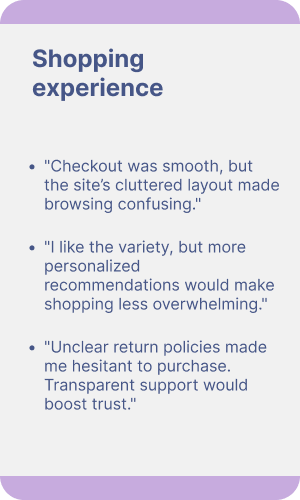 Shopping
experience
• "Checkout was smooth, but
the site’s cluttered layout made
browsing confusing."
• "I like the variety, but more
personalized
recommendations would make
shopping less overwhelming."
• "Unclear return policies made
me hesitant to purchase.
Transparent support would
boost trust."